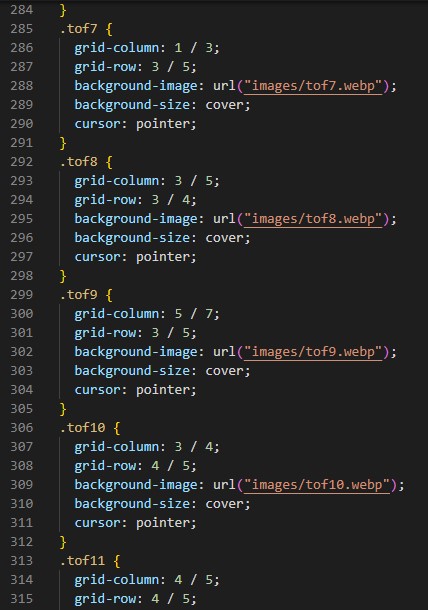 284 }
285 .tof7 {
286 grid-column: 1 / 3;
287 grid-row: 3 / 5;
288 background-image: url("images/tof7.webp");
289 background-size: cover;
290 cursor: pointer;
291 }
292 .tof8 {
293 grid-column: 3 / 5;
294 grid-row: 3 / 4;
295 background-image: url("images/tof8.webp");
296 background-size: cover;
297 cursor: pointer;
298 }
299 .tof9 {
300 grid-column: 5 / 7;
301 grid-row: 3 / 5;
302 background-image: url("images/tof9.webp");
303 background-size: cover;
304 cursor: pointer;
305 }
306 .tof10 {
307 grid-column: 3 / 4;
308 grid-row: 4 / 5;
309 background-image: url("images/tof10.webp");
310 background-size: cover;
311 cursor: pointer;
312 }
313 .tof11 {
314 grid-column: 4 / 5;
315 grid-row: 4 / 5;